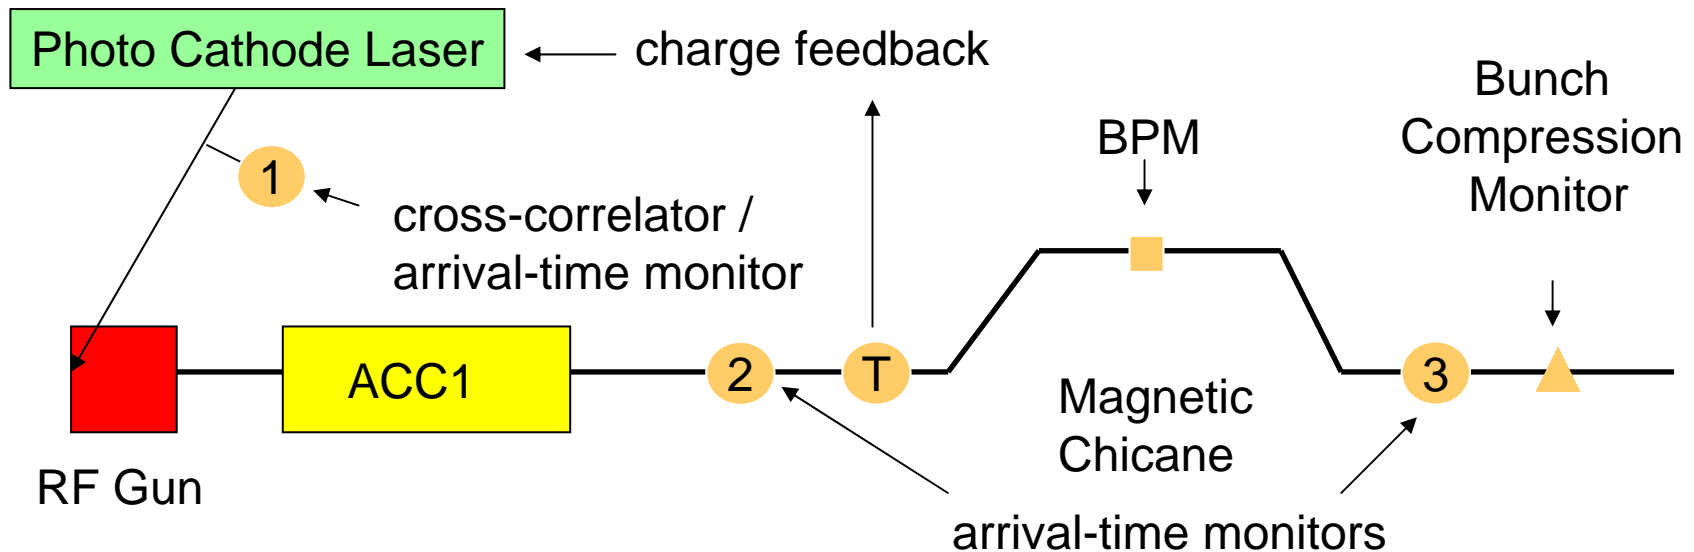 Photo Cathode Laser
charge feedback
Bunch
Compression
Monitor
BPM
1
cross-correlator /
arrival-time monitor
ACC1
2
T
3
Magnetic
Chicane
RF Gun
arrival-time monitors